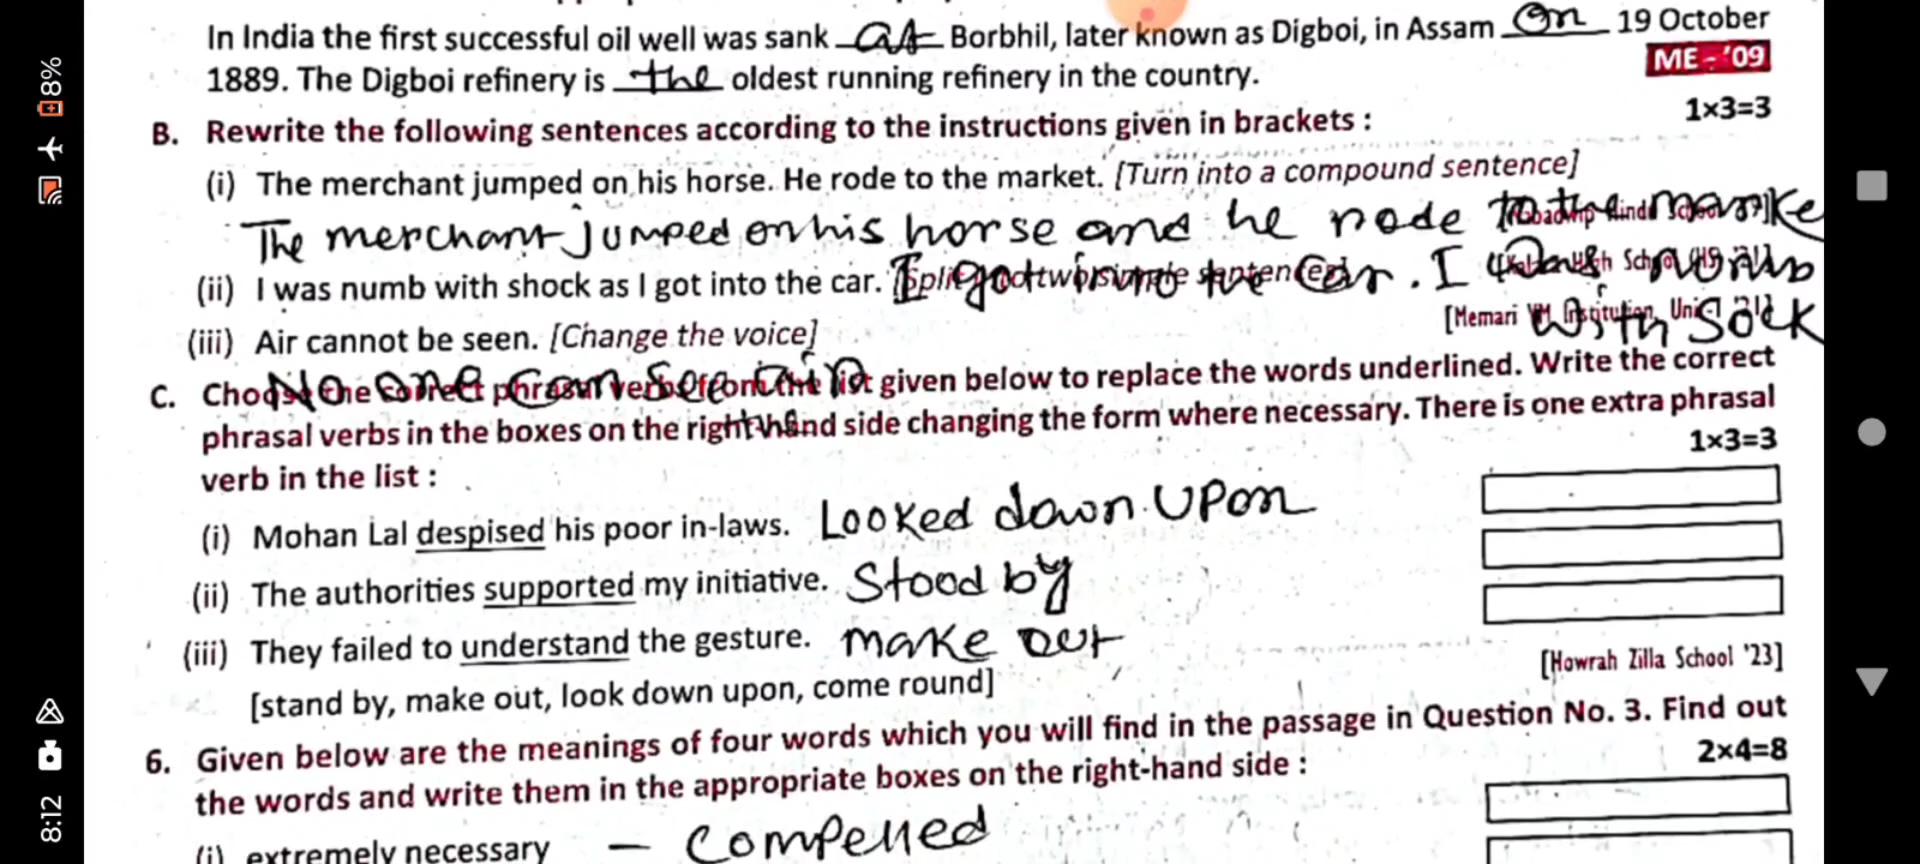 In India the first successful oil well was sank at Borbhil, later known as Digboi, in Assam on 19 October
1889. The Digboi refinery is the oldest running refinery in the country.
ME - '09
B. Rewrite the following sentences according to the instructions given in brackets :
1×3=3
(i) The merchant jumped on his horse. He rode to the market. [Turn into a compound sentence]
The merchant jumped on his horse and he rode to the marke
(ii) I was numb with shock as I got into the car. I got into the car. I was numb
with Sock
(iii) Air cannot be seen. [Change the voice]
[Memari
No one can see air
C. Choose the correct phrasal verbs from the list given below to replace the words underlined. Write the correct
phrasal verbs in the boxes on the right-hand side changing the form where necessary. There is one extra phrasal
verb in the list :
1×3=3
(i) Mohan Lal despised his poor in-laws. Looked down UPon
(ii) The authorities supported my initiative. Stood by
(iii) They failed to understand the gesture. make out
[Howrah Zilla School '23]
[stand by, make out, look down upon, come round]
6. Given below are the meanings of four words which you will find in the passage in Question No. 3. Find out
the words and write them in the appropriate boxes on the right-hand side :
2×4=8
(i) extremely necessary — Compelled
8%
8:12